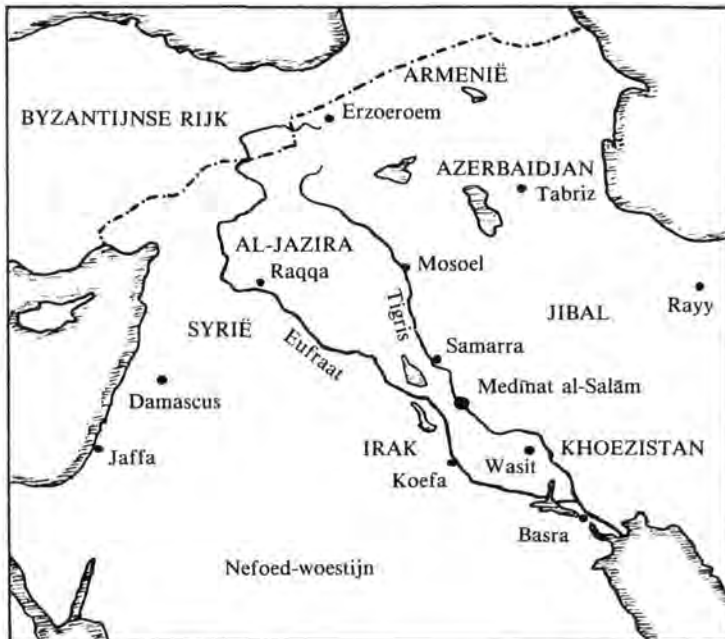 ARMENIË
BYZANTIJNSE RIJK
Erzoeroem
AZERBAIDJAN
Tabriz
AL-JAZIRA
Raqqa
Mosoel
Rayy
Tigris
JIBAL
SYRIË
Eufraat
Samarra
Damascus
Medīnat al-Salām
Jaffa
IRAK
Wasit
KHOEZISTAN
Koefa
Basra
Nefoed-woestijn